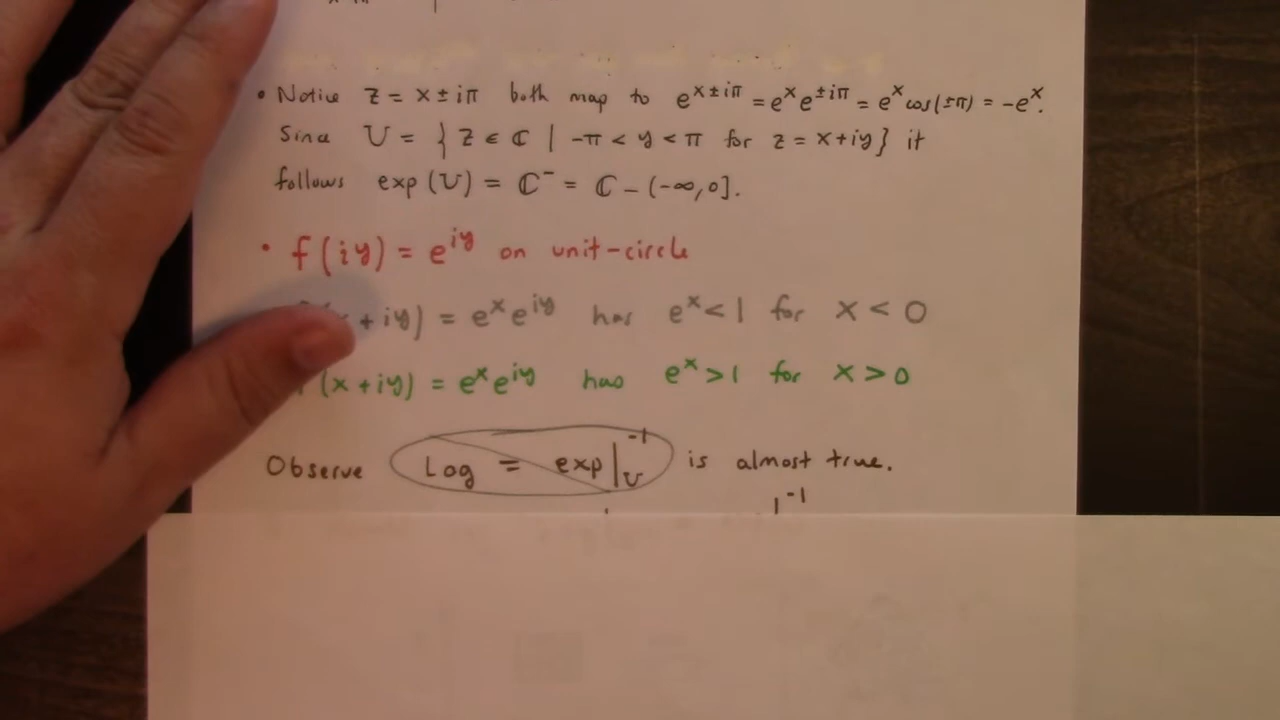 • Notice z = x ± iπ both map to e^{x±iπ} = e^x e^{±iπ} = e^x cos(±π) = -e^x.
Since U = { z ∈ ℂ | -π < y < π for z = x+iy } it
follows exp(U) = ℂ⁻ = ℂ - (-∞,0].
• f(iy) = e^{iy} on unit-circle
+ iy) = e^x e^{iy} has e^x < 1 for x < 0
(x + iy) = e^x e^{iy} has e^x > 1 for x > 0
Observe Log = exp|_U^{-1} is almost true.
|^{-1}